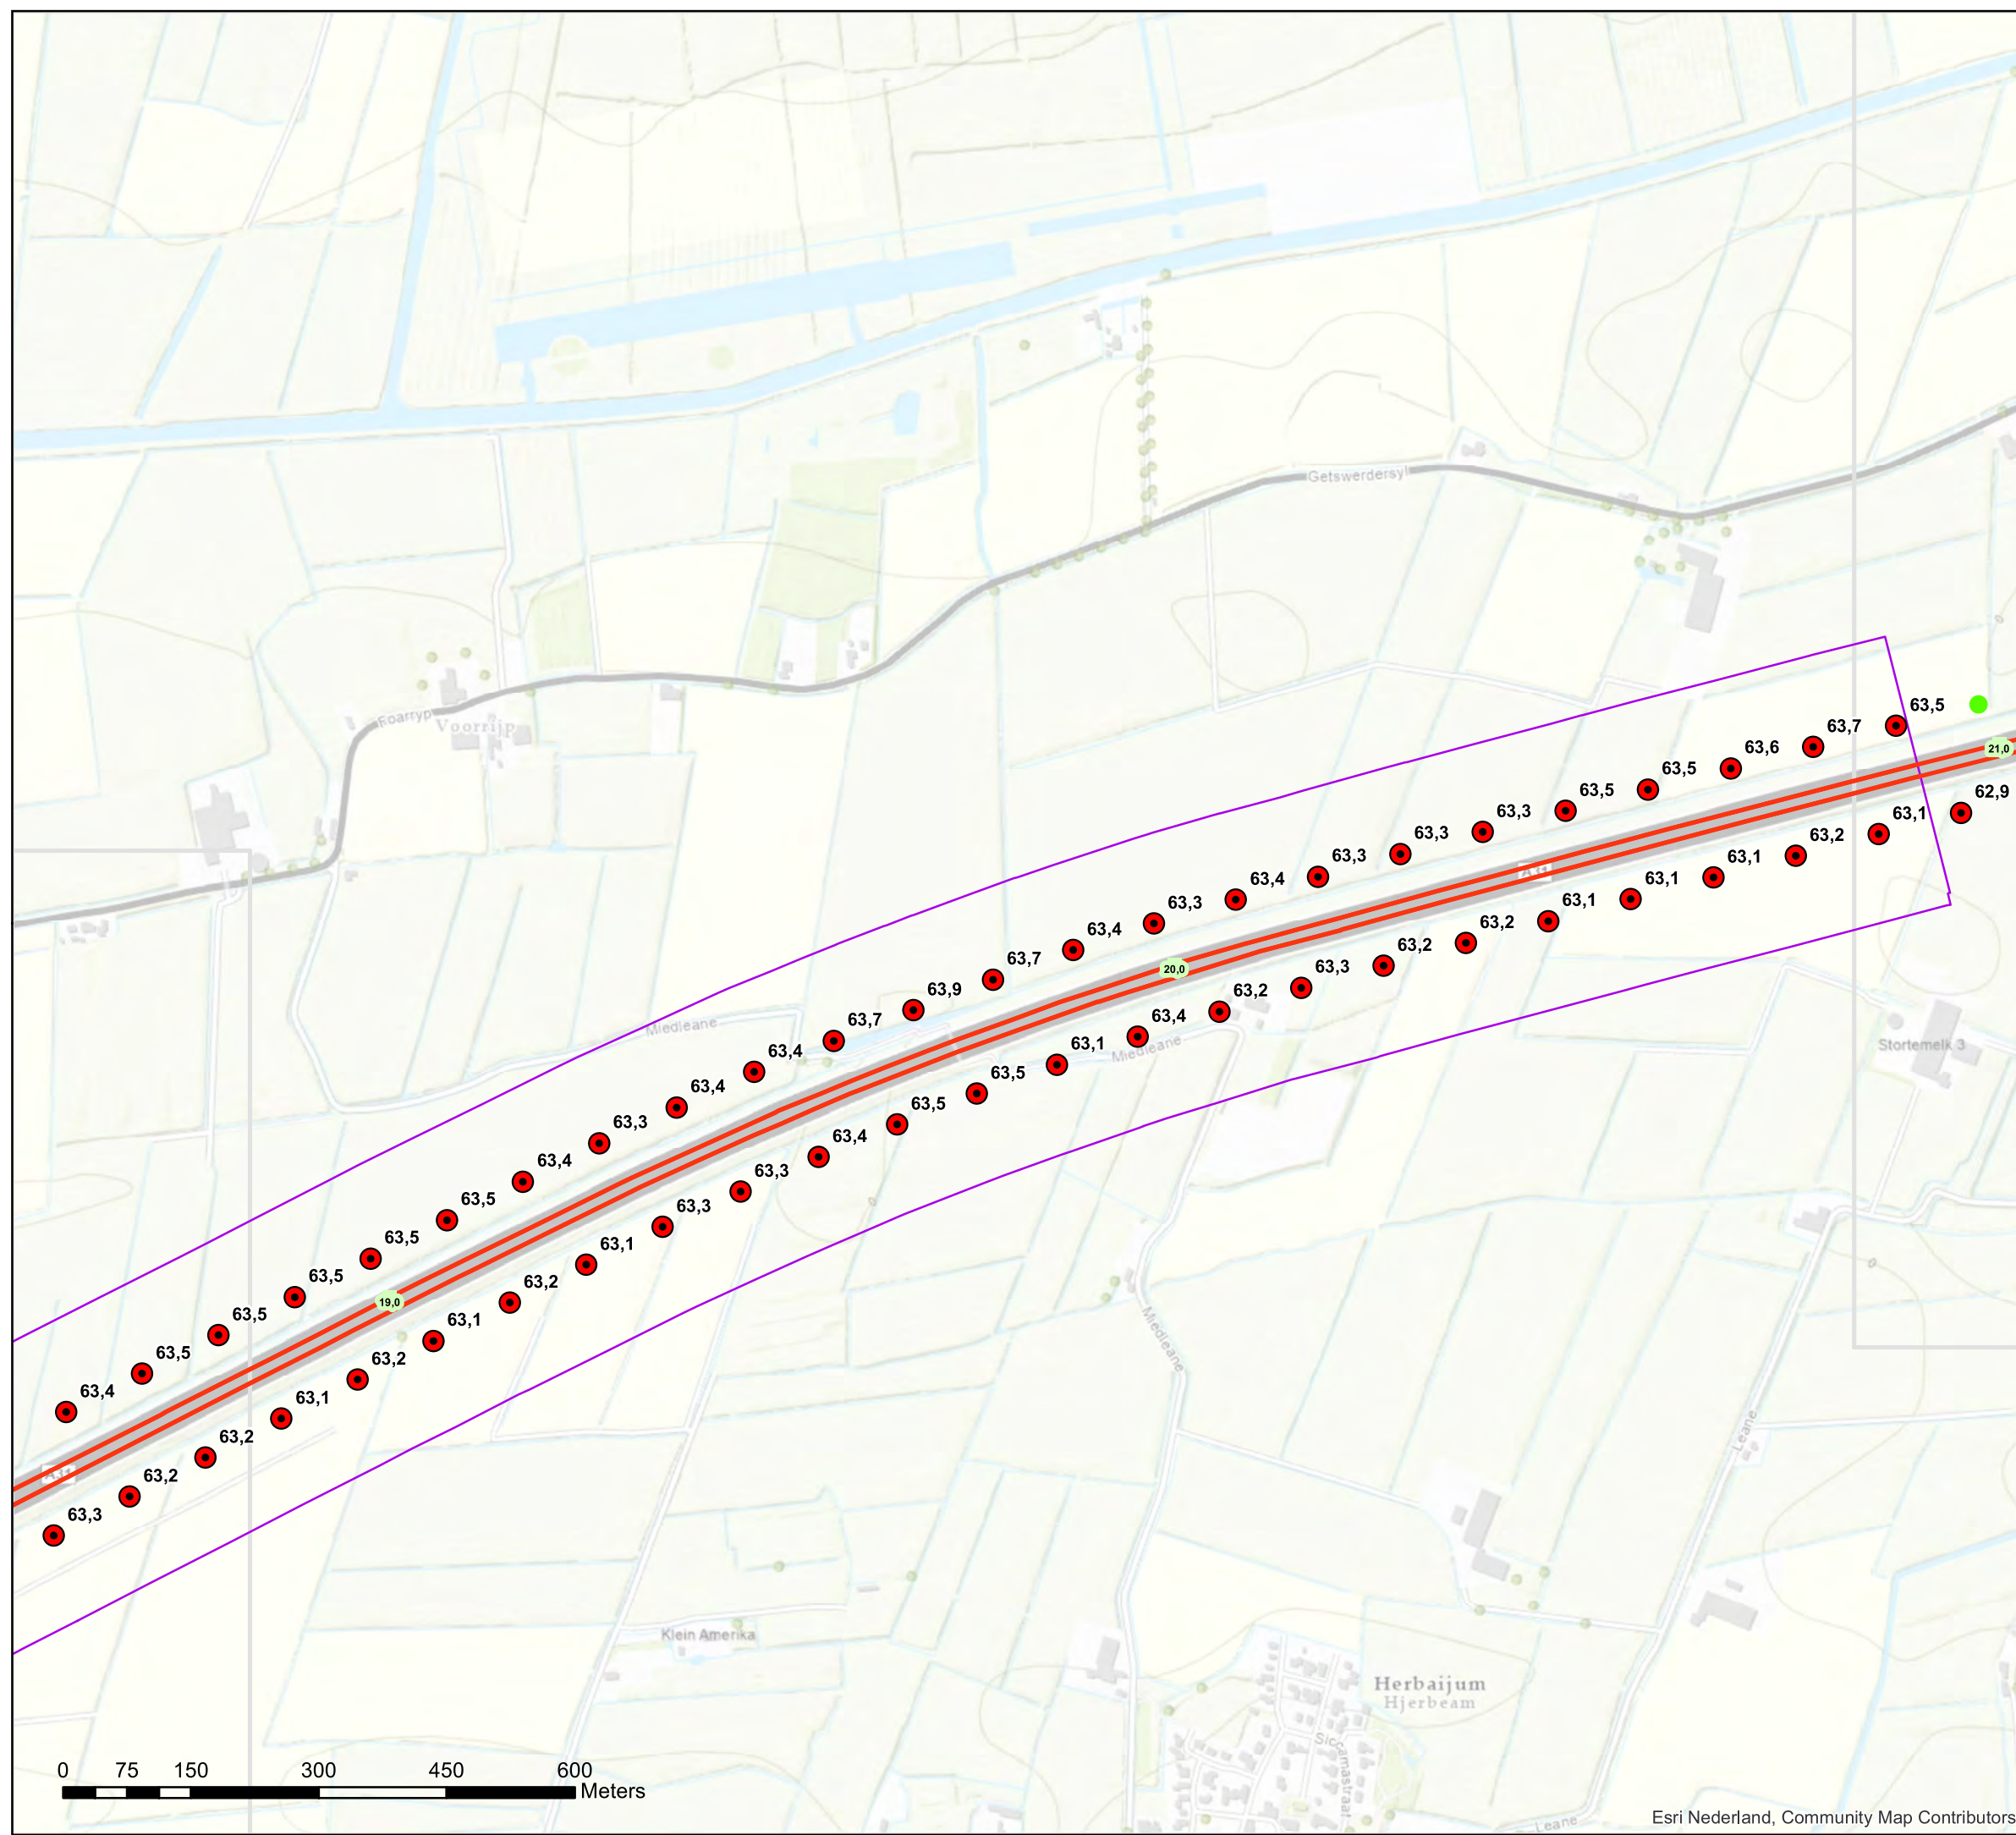 Getswerdersyl
Foarryp
Voorrijp
63,5
63,7
63,6
21,0
63,5
62,9
63,5
63,1
63,3
63,2
63,3
63,1
A31
63,3
63,1
63,4
63,1
63,3
63,2
63,4
63,2
20,0
63,7
63,3
63,9
63,2
Miedleane
63,7
63,4
Miedleane
Stortemelk 3
63,4
63,1
63,4
63,5
63,3
63,5
63,4
63,4
63,5
63,3
63,5
63,3
63,5
63,1
19,0
63,2
63,5
63,1
63,5
63,2
Miedleane
63,4
63,1
63,2
Leane
A31
63,2
63,3
Klein Amerika
Herbaijum
Hjerbeam
Siccamastraat
0 75 150 300 450 600
Meters
Leane
Esri Nederland, Community Map Contributors